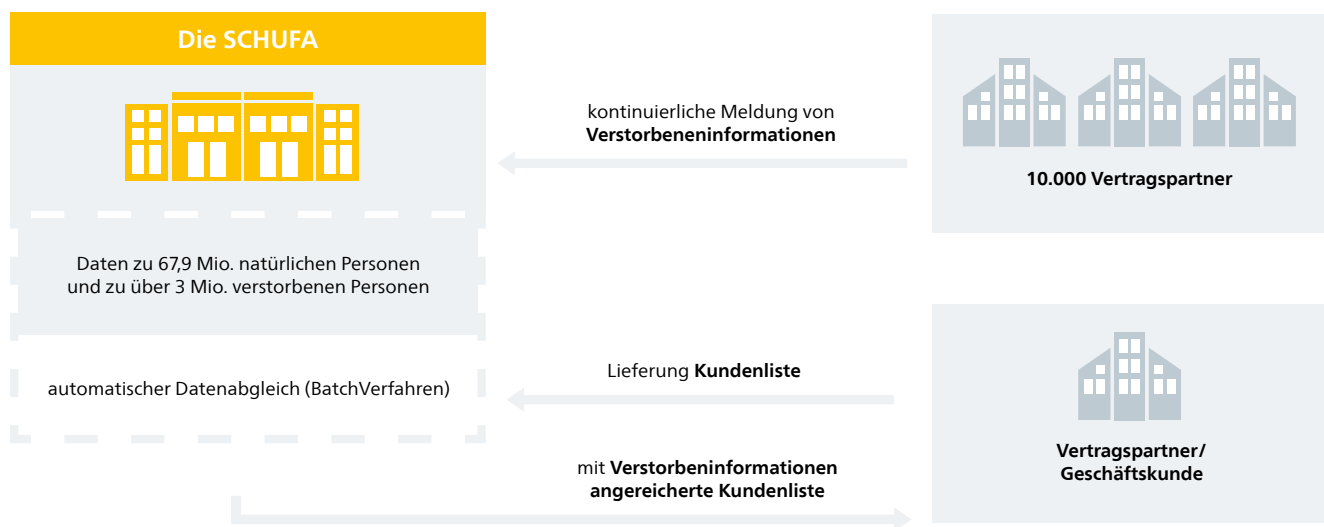 Die SCHUFA
Daten zu 67,9 Mio. natürlichen Personen
und zu über 3 Mio. verstorbenen Personen
automatischer Datenabgleich (BatchVerfahren)
kontinuierliche Meldung von
Verstorbeneninformationen
10.000 Vertragspartner
Lieferung Kundenliste
mit Verstorbeninformationen
angereicherte Kundenliste
Vertragspartner/
Geschäftskunde